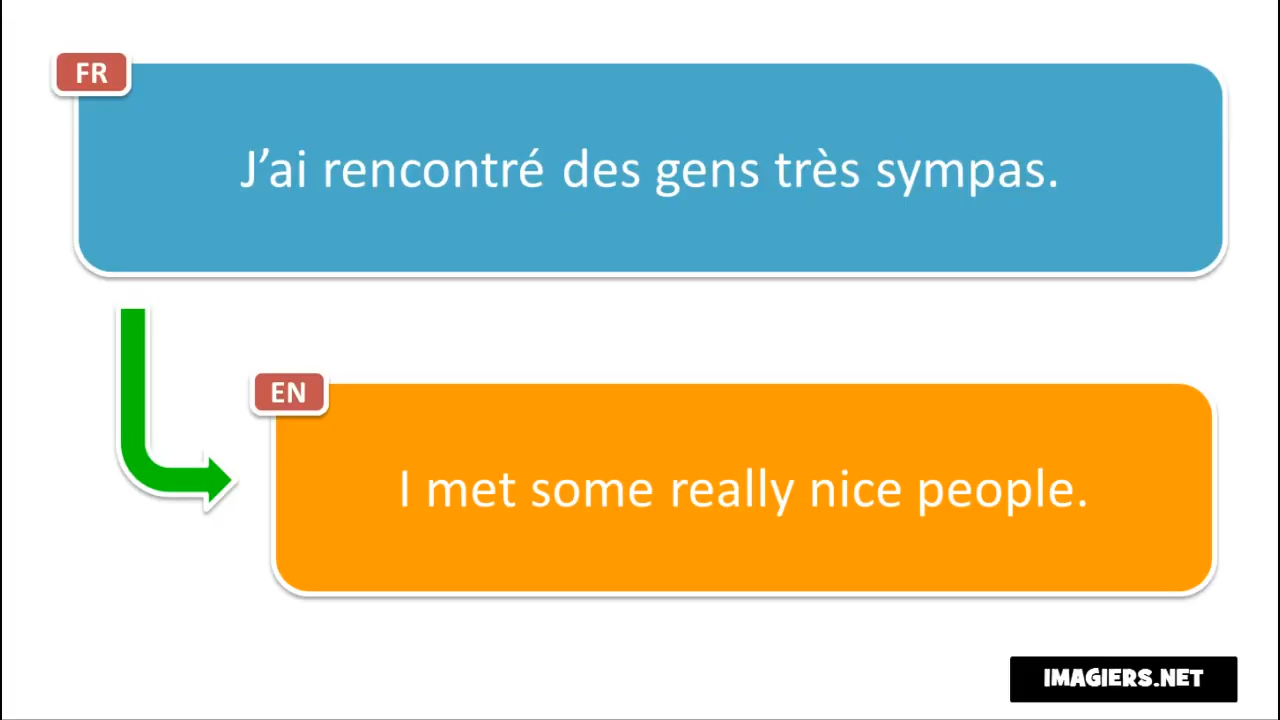 FR
J’ai rencontré des gens très sympas.
EN
I met some really nice people.
IMAGIERS.NET